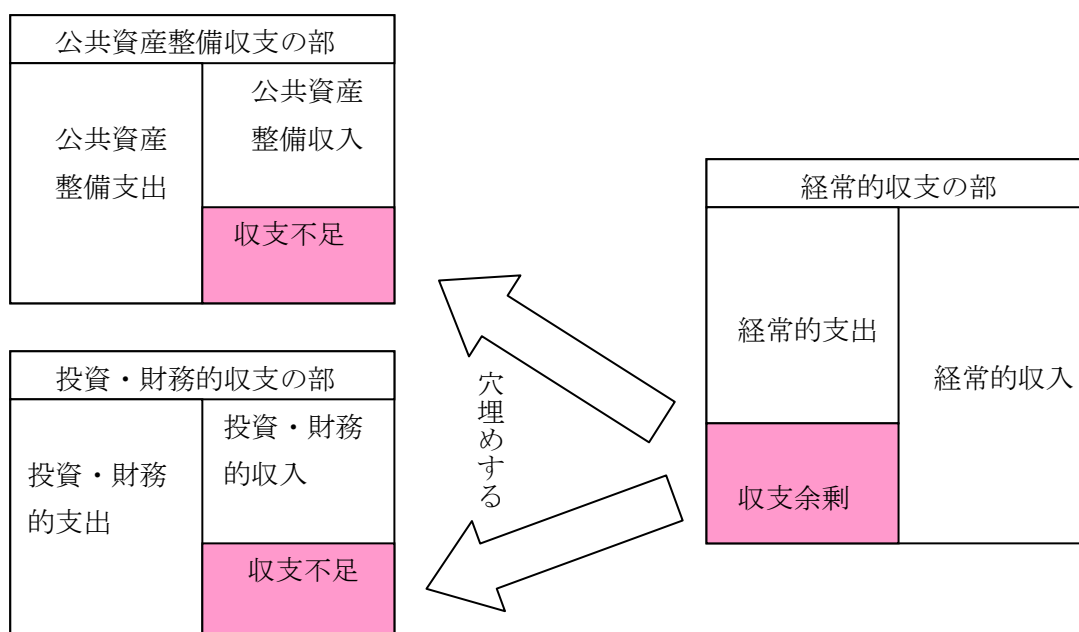 公共資産整備収支の部
公共資産
整備支出
公共資産
整備収入
収支不足
投資・財務的収支の部
投資・財務
的支出
投資・財務
的収入
収支不足
穴埋めする
経常的収支の部
経常的支出
収支余剰
経常的収入